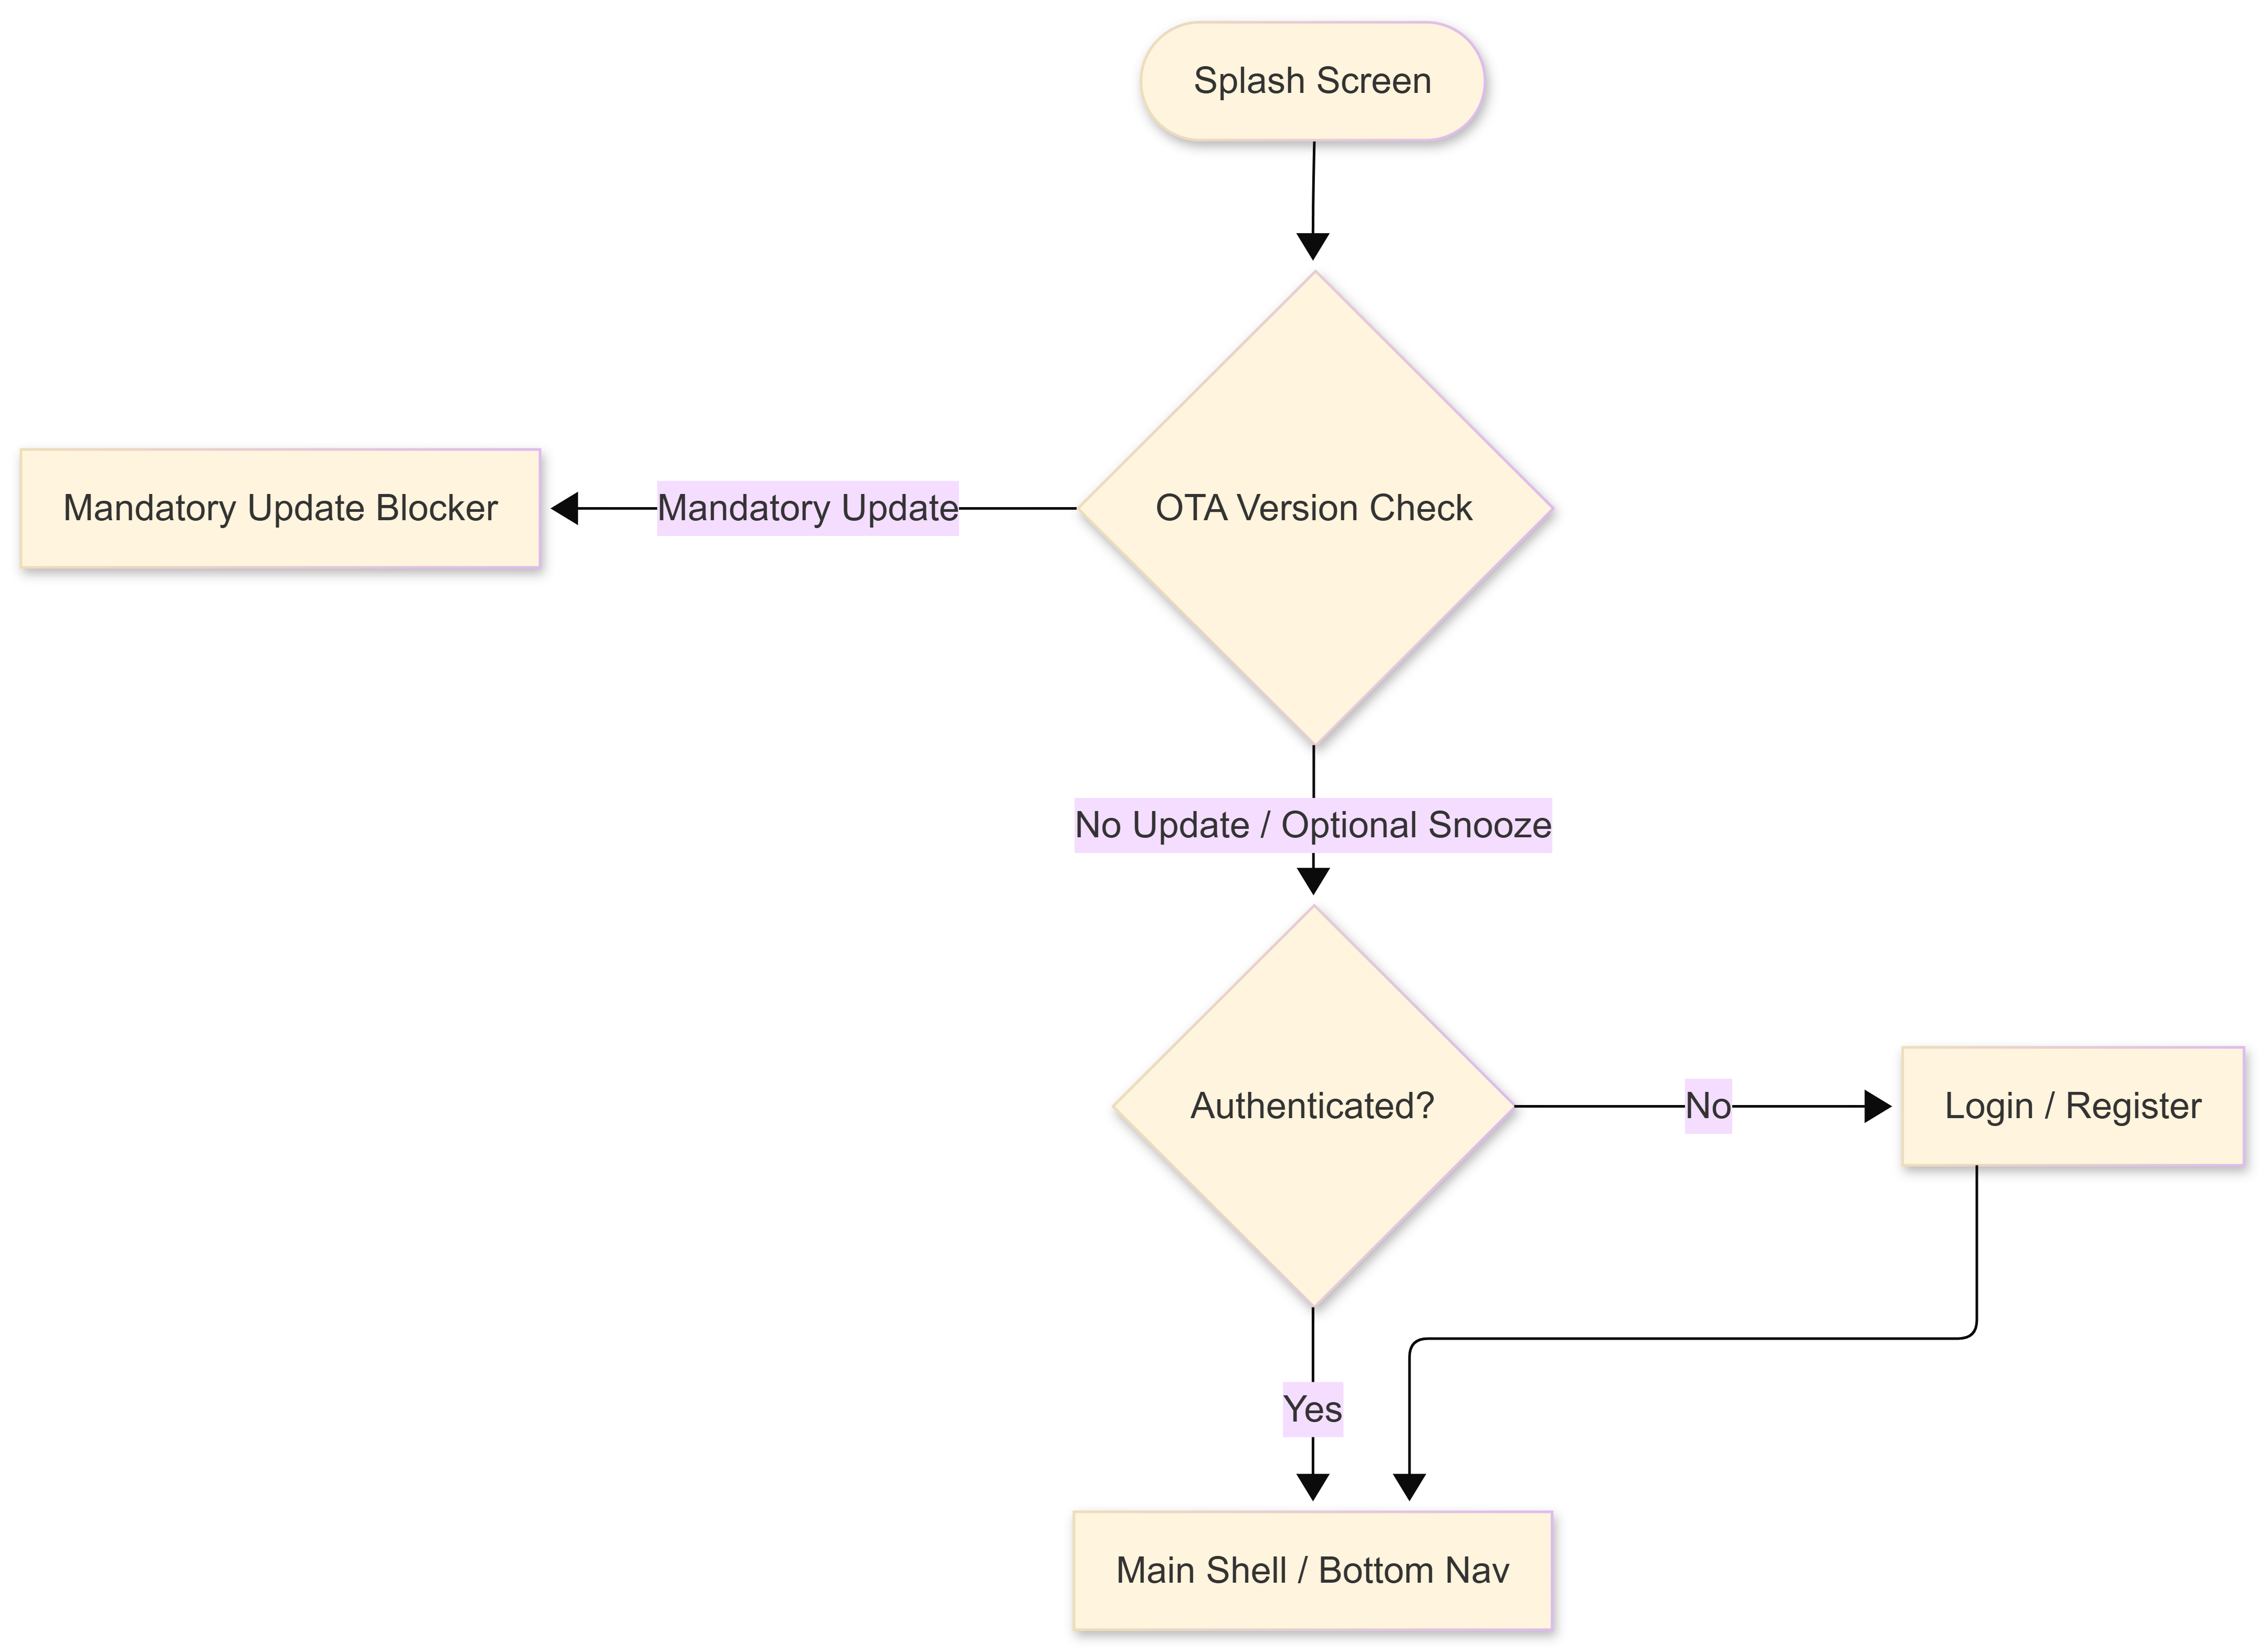 Splash Screen
OTA Version Check
Mandatory Update
Mandatory Update Blocker
No Update / Optional Snooze
Authenticated?
No
Login / Register
Yes
Main Shell / Bottom Nav